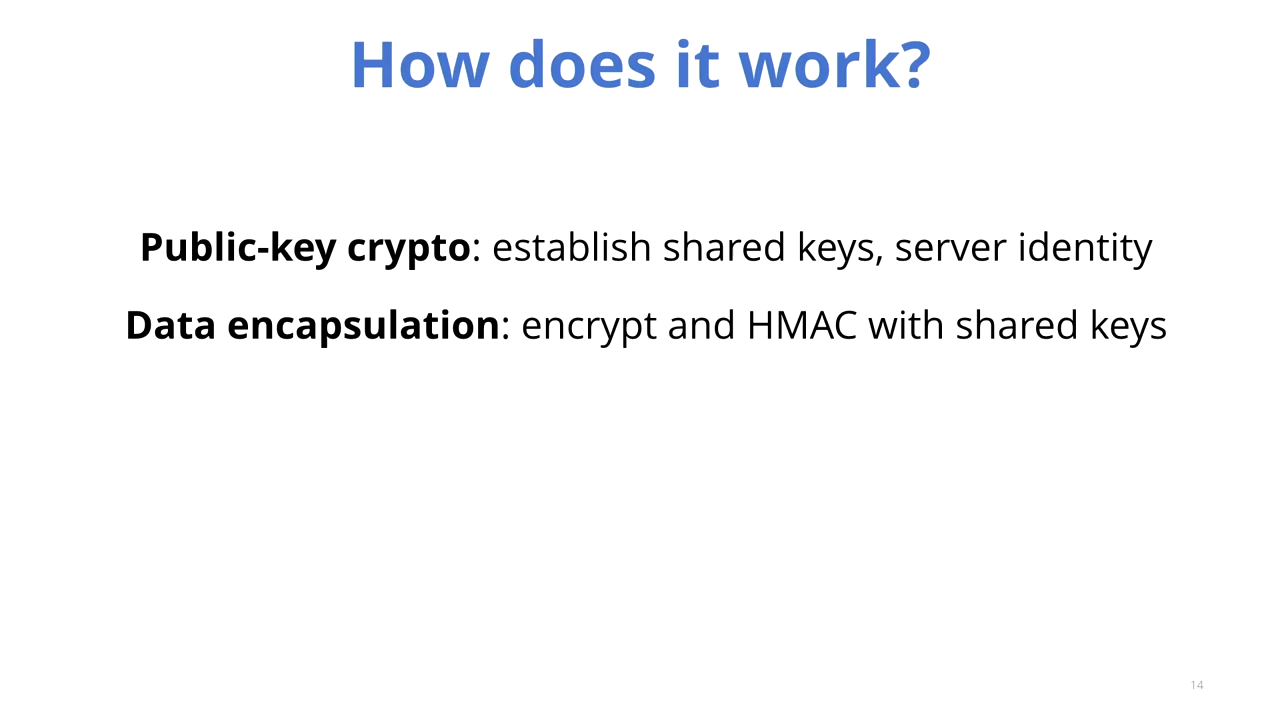 How does it work?
Public-key crypto: establish shared keys, server identity
Data encapsulation: encrypt and HMAC with shared keys
14